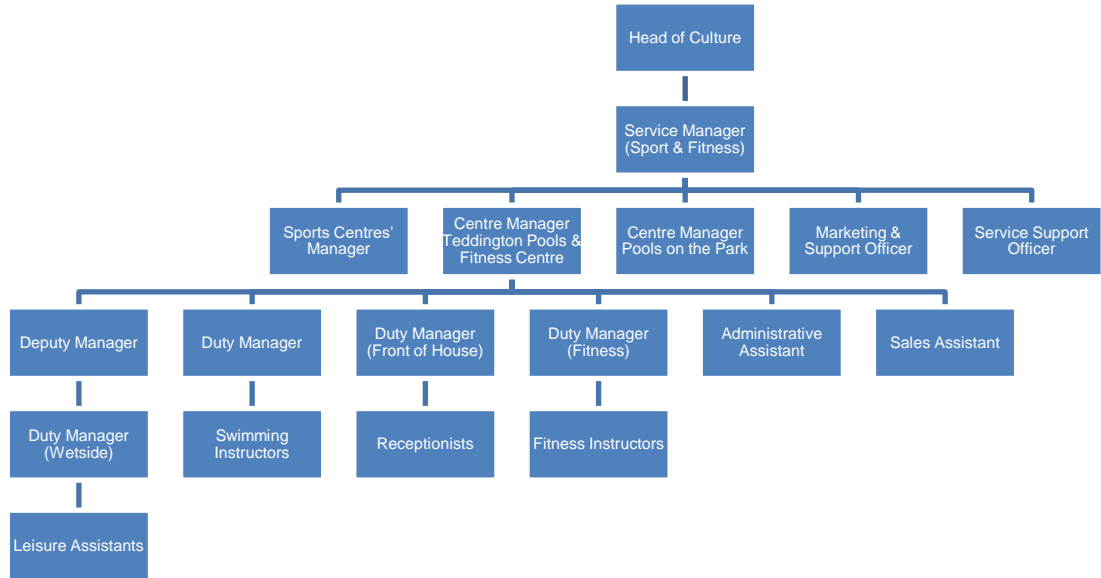 Head of Culture
Service Manager
(Sport & Fitness)
Sports Centres’
Manager
Centre Manager
Teddington Pools &
Fitness Centre
Centre Manager
Pools on the Park
Marketing &
Support Officer
Service Support
Officer
Deputy Manager
Duty Manager
Duty Manager
(Front of House)
Duty Manager
(Fitness)
Administrative
Assistant
Sales Assistant
Duty Manager
(Wetside)
Swimming
Instructors
Receptionists
Fitness Instructors
Leisure Assistants